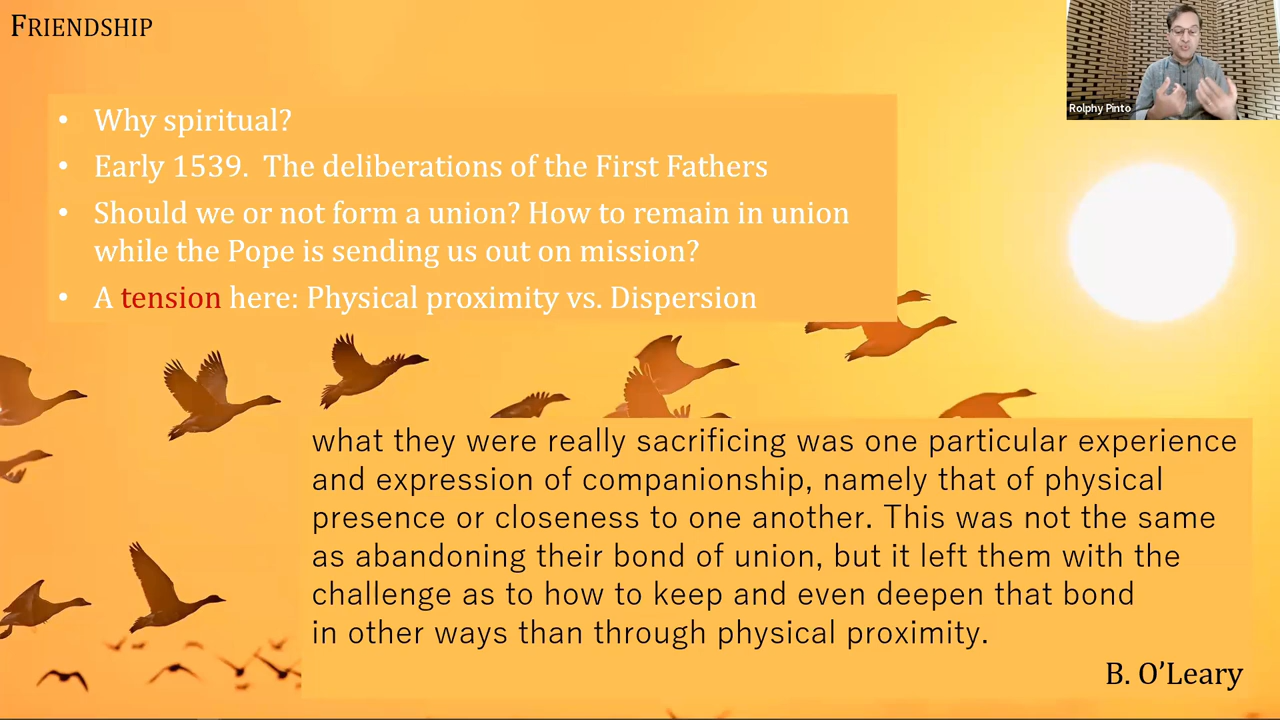 FRIENDSHIP
Rolphy Pinto
• Why spiritual?
• Early 1539. The deliberations of the First Fathers
• Should we or not form a union? How to remain in union
while the Pope is sending us out on mission?
• A tension here: Physical proximity vs. Dispersion
what they were really sacrificing was one particular experience
and expression of companionship, namely that of physical
presence or closeness to one another. This was not the same
as abandoning their bond of union, but it left them with the
challenge as to how to keep and even deepen that bond
in other ways than through physical proximity.
B. O’Leary